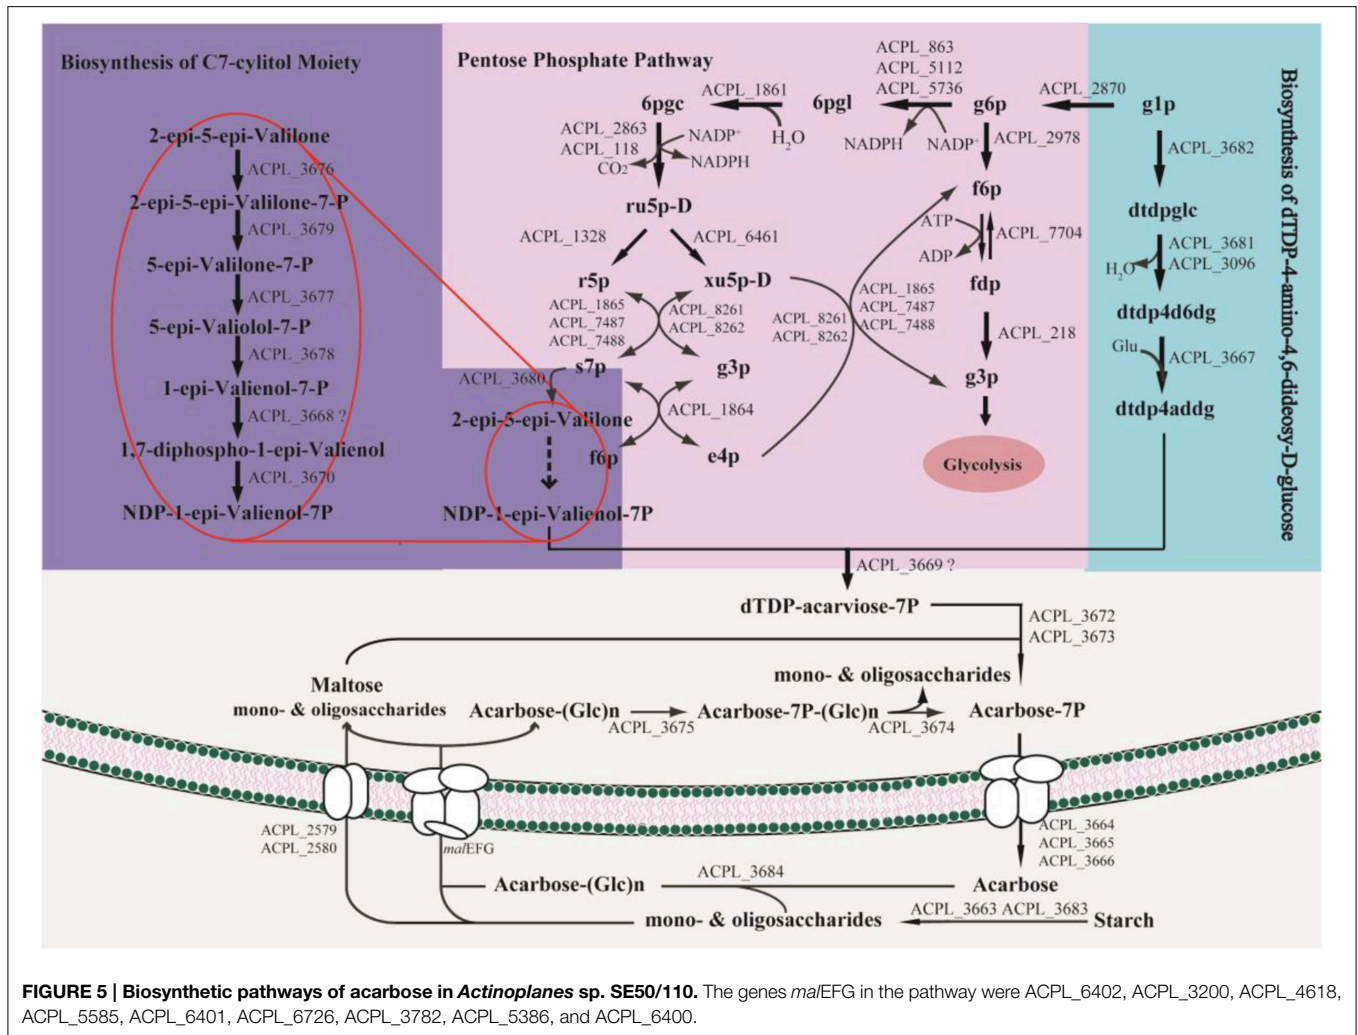 Biosynthesis of C7-cylitol Moiety
2-epi-5-epi-Valilone
ACPL_3676
2-epi-5-epi-Valilone-7-P
ACPL_3679
5-epi-Valilone-7-P
ACPL_3677
5-epi-Valiolol-7-P
ACPL_3678
1-epi-Valienol-7-P
ACPL_3668 ?
1,7-diphospho-1-epi-Valienol
ACPL_3670
NDP-1-epi-Valienol-7P
Pentose Phosphate Pathway
ACPL_863
ACPL_5112
ACPL_5736
6pgc
ACPL_1861
H2O
6pgl
NADPH
NADP+
g6p
ACPL_2870
g1p
ACPL_2863
ACPL_118
CO2
NADP+
NADPH
ru5p-D
ACPL_1328
ACPL_6461
r5p
xu5p-D
ACPL_1865
ACPL_7487
ACPL_7488
ACPL_8261
ACPL_8262
s7p
g3p
ACPL_3680
2-epi-5-epi-Valilone
ACPL_1864
f6p
e4p
NDP-1-epi-Valienol-7P
ACPL_2978
f6p
ATP
ADP
ACPL_7704
fdp
ACPL_8261
ACPL_8262
ACPL_1865
ACPL_7487
ACPL_7488
ACPL_218
g3p
Glycolysis
ACPL_3682
dtdpglc
H2O
ACPL_3681
ACPL_3096
dtdp4d6dg
Glu
ACPL_3667
dtdp4addg
Biosynthesis of dTDP-4-amino-4,6-dideosy-D-glucose
ACPL_3669 ?
dTDP-acarviose-7P
ACPL_3672
ACPL_3673
Maltose
mono- & oligosaccharides
Acarbose-(Glc)n
ACPL_3675
Acarbose-7P-(Glc)n
mono- & oligosaccharides
ACPL_3674
Acarbose-7P
ACPL_2579
ACPL_2580
malEFG
ACPL_3664
ACPL_3665
ACPL_3666
Acarbose-(Glc)n
ACPL_3684
Acarbose
mono- & oligosaccharides
ACPL_3663 ACPL_3683
Starch
FIGURE 5 | Biosynthetic pathways of acarbose in Actinoplanes sp. SE50/110. The genes malEFG in the pathway were ACPL_6402, ACPL_3200, ACPL_4618,
ACPL_5585, ACPL_6401, ACPL_6726, ACPL_3782, ACPL_5386, and ACPL_6400.